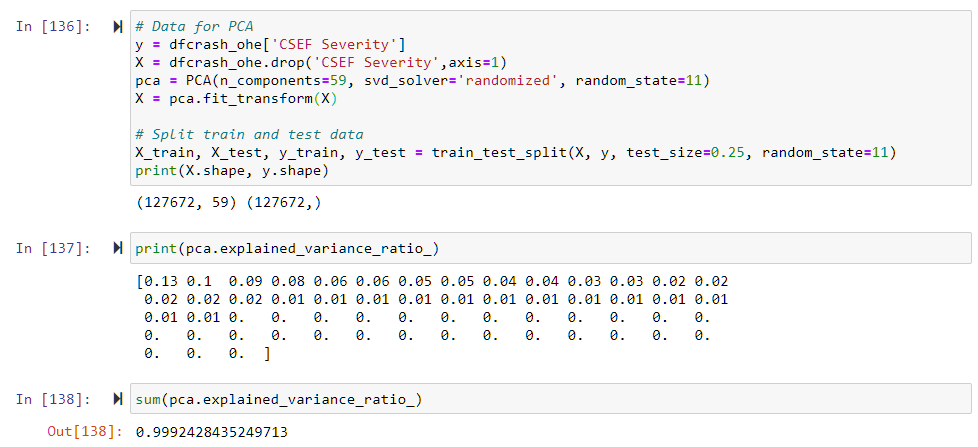 In [136]:
# Data for PCA
y = dfcrash_ohe['CSEF Severity']
X = dfcrash_ohe.drop('CSEF Severity',axis=1)
pca = PCA(n_components=59, svd_solver='randomized', random_state=11)
X = pca.fit_transform(X)
# Split train and test data
X_train, X_test, y_train, y_test = train_test_split(X, y, test_size=0.25, random_state=11)
print(X.shape, y.shape)
(127672, 59) (127672,)
In [137]:
print(pca.explained_variance_ratio_)
[0.13 0.1  0.09 0.08 0.06 0.06 0.05 0.05 0.04 0.04 0.03 0.03 0.02 0.02
0.02 0.02 0.02 0.01 0.01 0.01 0.01 0.01 0.01 0.01 0.01 0.01 0.01 0.01
0.01 0.01 0.   0.   0.   0.   0.   0.   0.   0.   0.   0.   0.   0.
0.   0.   0.   0.   0.   0.   0.   0.   0.   0.   0.   0.   0.   0.
0.   0.   0.  ]
In [138]:
sum(pca.explained_variance_ratio_)
Out[138]: 0.9992428435249713